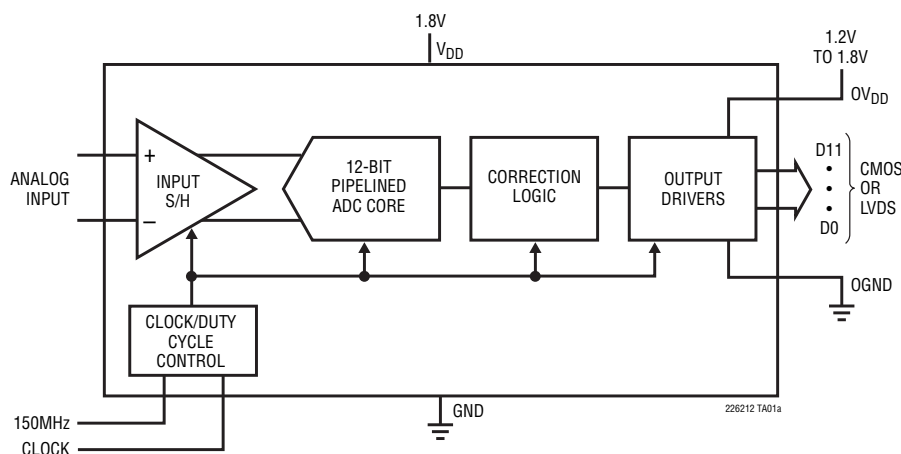 1.8V
VDD
1.2V
TO 1.8V
OVDD
ANALOG
INPUT
+
−
INPUT
S/H
12-BIT
PIPELINED
ADC CORE
CORRECTION
LOGIC
OUTPUT
DRIVERS
D11
•
•
•
D0
CMOS
OR
LVDS
OGND
CLOCK/DUTY
CYCLE
CONTROL
150MHz
CLOCK
GND
226212 TA01a